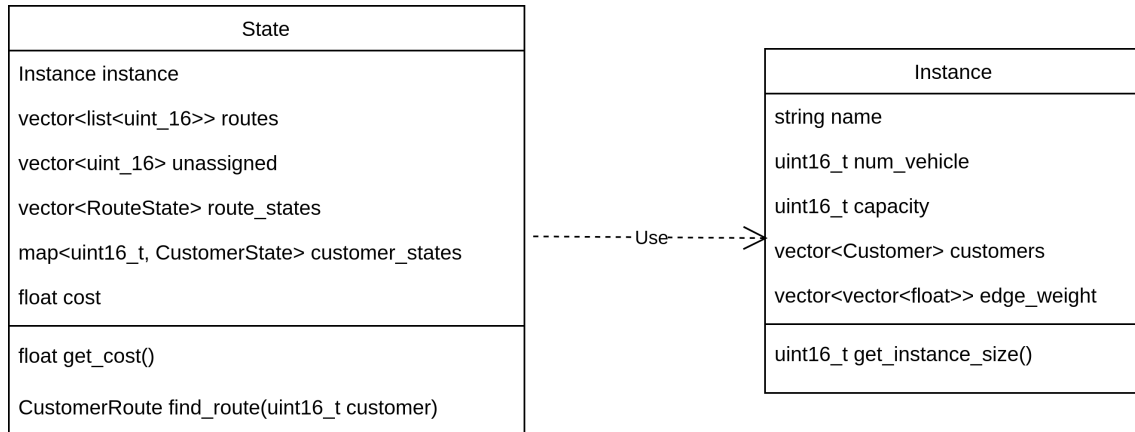 State
Instance instance
vector<list<uint_16>> routes
vector<uint_16> unassigned
vector<RouteState> route_states
map<uint16_t, CustomerState> customer_states
float cost
float get_cost()
CustomerRoute find_route(uint16_t customer)
Use
Instance
string name
uint16_t num_vehicle
uint16_t capacity
vector<Customer> customers
vector<vector<float>> edge_weight
uint16_t get_instance_size()